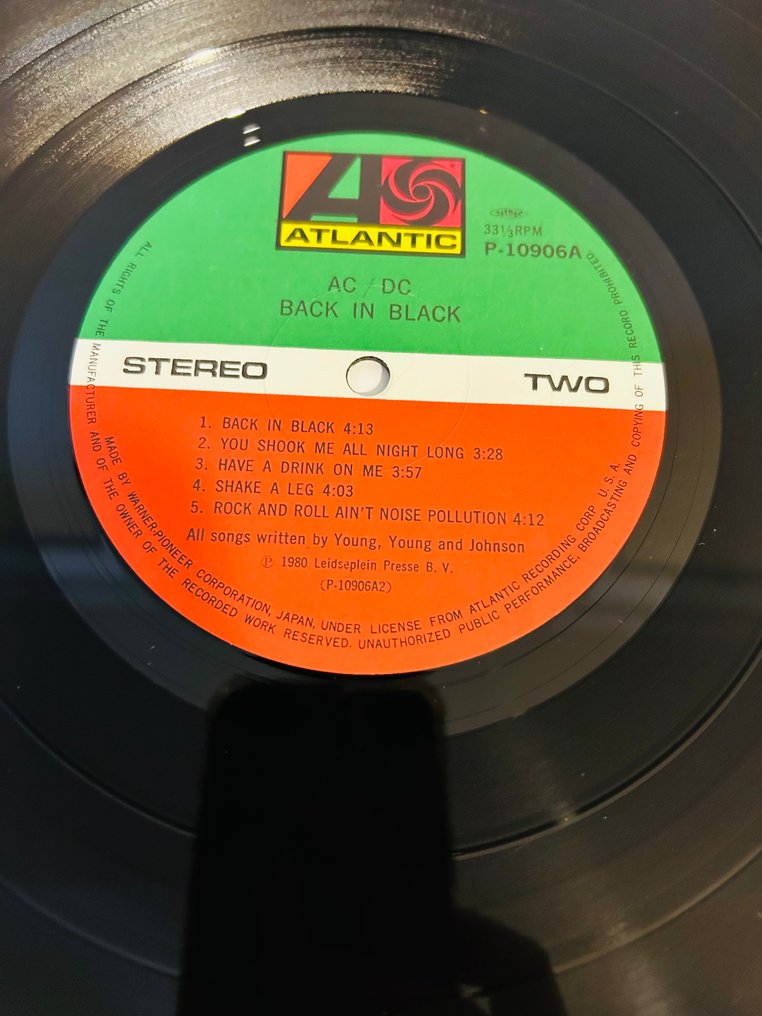 ATLANTIC
JASRAC
33⅓RPM
P-10906A
AC/DC
BACK IN BLACK
STEREO
TWO
1. BACK IN BLACK 4:13
2. YOU SHOOK ME ALL NIGHT LONG 3:28
3. HAVE A DRINK ON ME 3:57
4. SHAKE A LEG 4:03
5. ROCK AND ROLL AIN'T NOISE POLLUTION 4:12
All songs written by Young, Young and Johnson
Ⓟ 1980 Leidseplein Presse B. V.
(P-10906A2)
MADE BY WARNER-PIONEER CORPORATION, JAPAN, UNDER LICENSE FROM ATLANTIC RECORDING CORP. U.S.A.
ALL RIGHTS OF THE MANUFACTURER AND OF THE OWNER OF THE RECORDED WORK RESERVED. UNAUTHORIZED PUBLIC PERFORMANCE, BROADCASTING AND COPYING OF THIS RECORD PROHIBITED